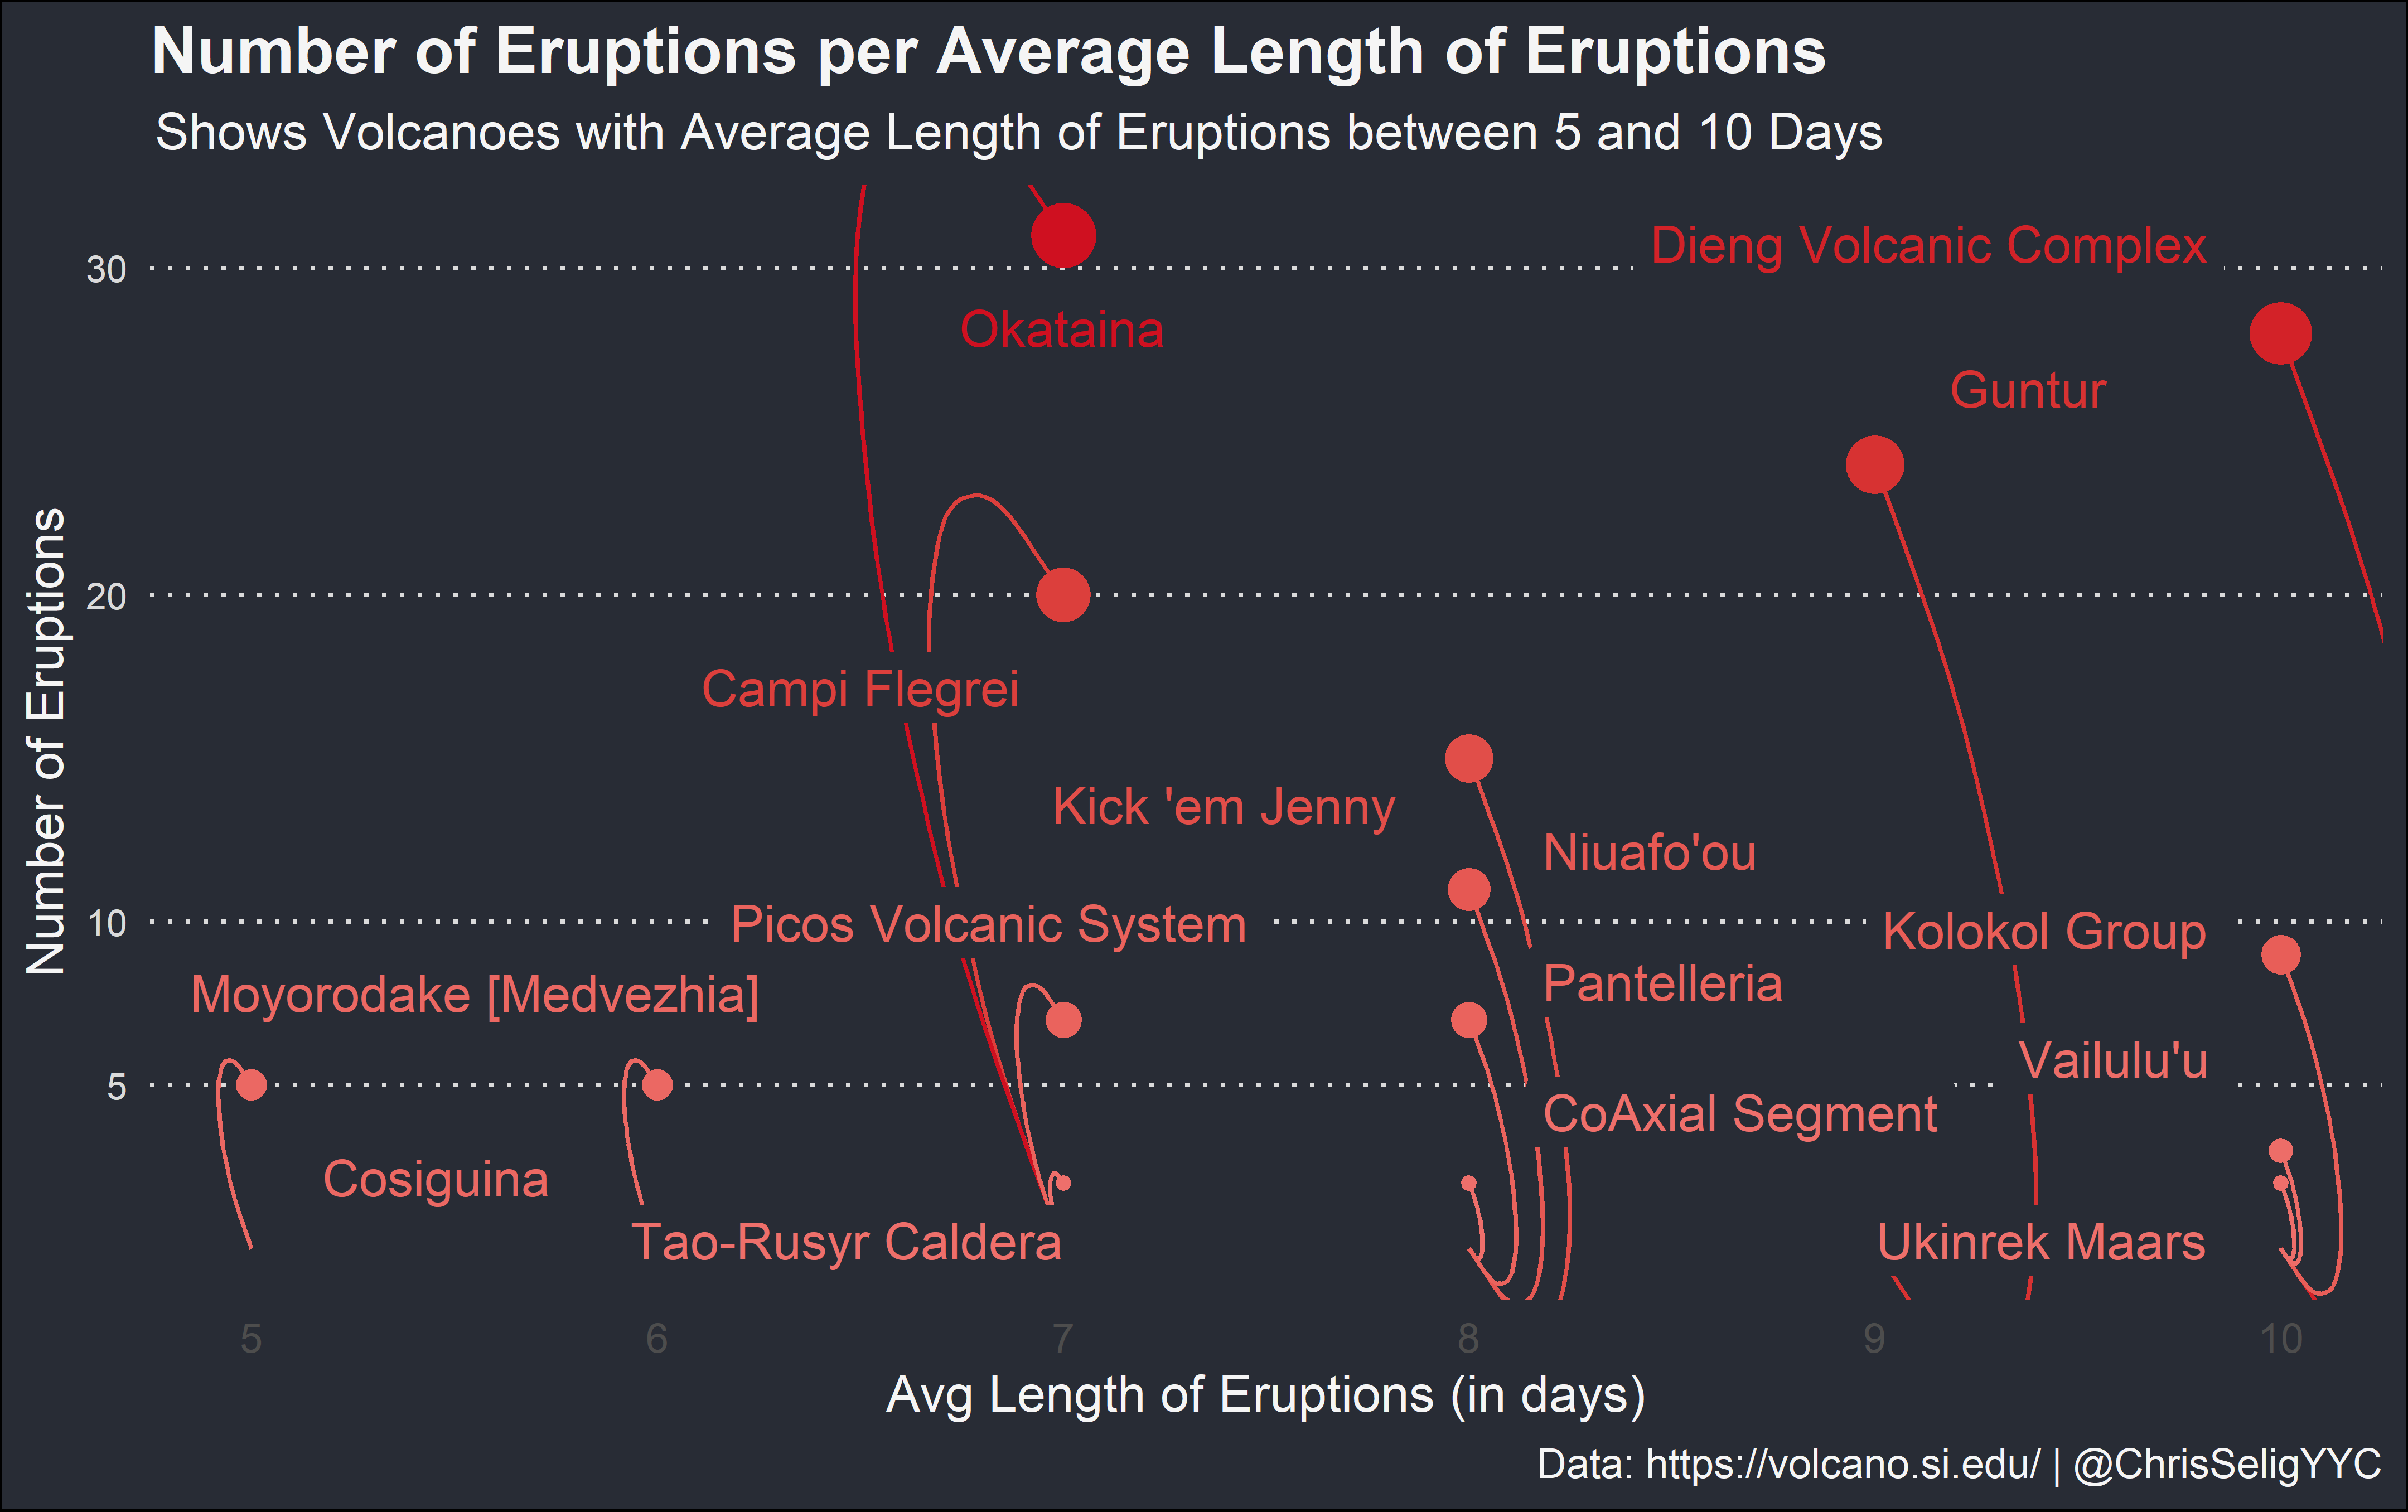 Number of Eruptions per Average Length of Eruptions
Shows Volcanoes with Average Length of Eruptions between 5 and 10 Days
Number of Eruptions
30
20
10
5
Dieng Volcanic Complex
Okataina
Guntur
Campi Flegrei
Kick 'em Jenny
Niuafo'ou
Picos Volcanic System
Kolokol Group
Moyorodake [Medvezhia]
Pantelleria
Vailulu'u
CoAxial Segment
Cosiguina
Tao-Rusyr Caldera
Ukinrek Maars
5 6 7 8 9 10
Avg Length of Eruptions (in days)
Data: https://volcano.si.edu/ | @ChrisSeligYYC